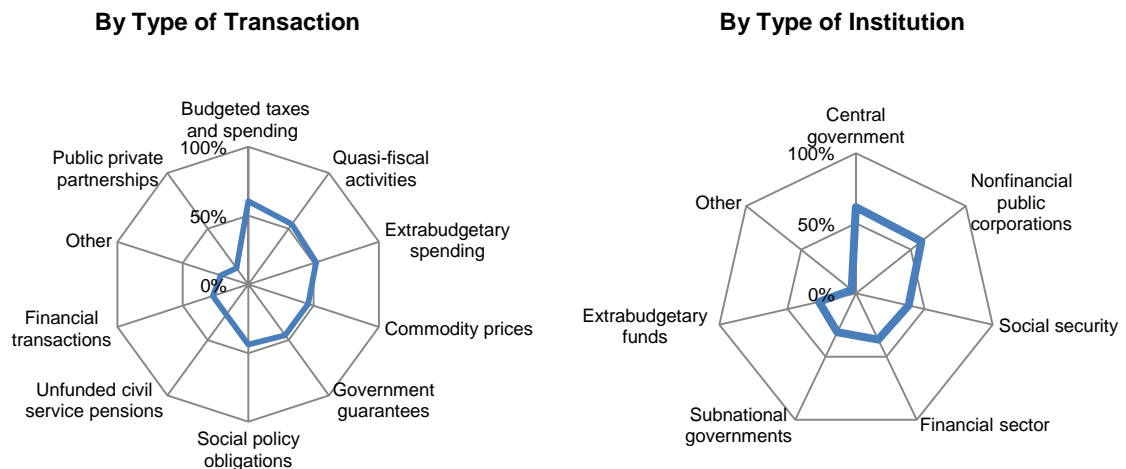 By Type of Transaction
Budgeted taxes
and spending
100%
50%
0%
Quasi-fiscal
activities
Extrabudgetary
spending
Commodity prices
Government
guarantees
Social policy
obligations
Unfunded civil
service pensions
Financial
transactions
Other
Public private
partnerships
By Type of Institution
Central
government
100%
50%
0%
Nonfinancial
public
corporations
Social security
Financial sector
Subnational
governments
Extrabudgetary
funds
Other